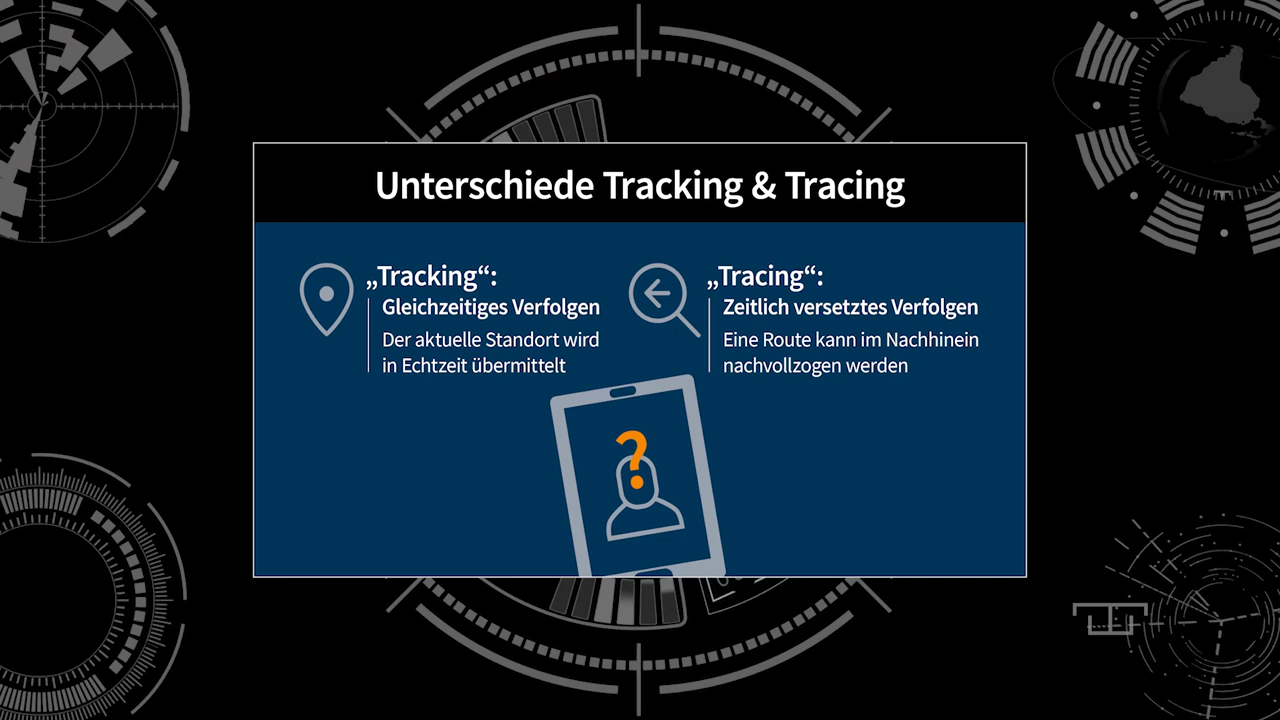 Unterschiede Tracking & Tracing
„Tracking“:
Gleichzeitiges Verfolgen
Der aktuelle Standort wird
in Echtzeit übermittelt
„Tracing“:
Zeitlich versetztes Verfolgen
Eine Route kann im Nachhinein
nachvollzogen werden
?